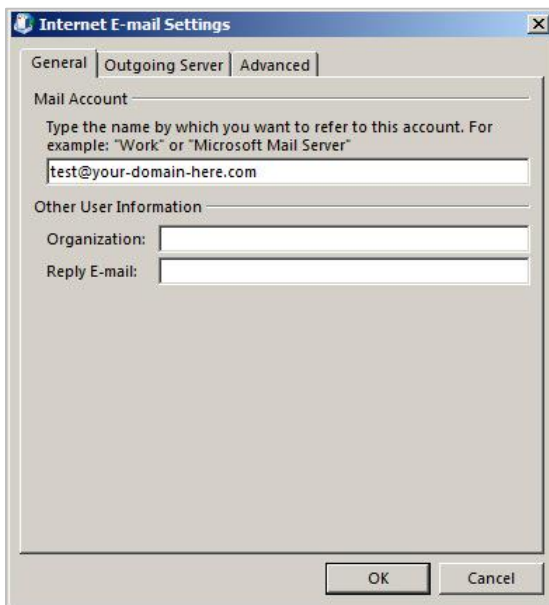 Internet E-mail Settings
General Outgoing Server Advanced
Mail Account
Type the name by which you want to refer to this account. For
example: "Work" or "Microsoft Mail Server"
test@your-domain-here.com
Other User Information
Organization:
Reply E-mail:
OK Cancel